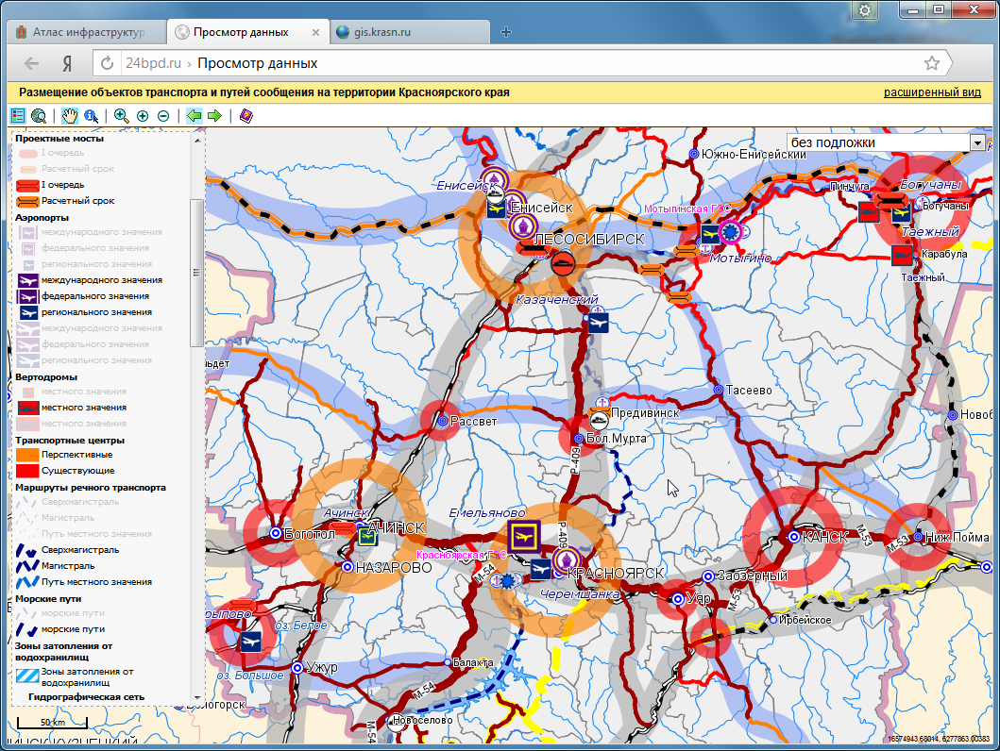 Атлас инфраструктур
Просмотр данных
gis.krasn.ru
24bpd.ru › Просмотр данных
Размещение объектов транспорта и путей сообщения на территории Красноярского края
расширенный вид
без подложки
Проектные мосты
I очередь
Расчетный срок
I очередь
Расчетный срок
Аэропорты
международного значения
федерального значения
регионального значения
международного значения
федерального значения
регионального значения
международного значения
федерального значения
регионального значения
Вертодромы
местного значения
местного значения
местного значения
Транспортные центры
Перспективные
Существующие
Маршруты речного транспорта
Сверхмагистраль
Магистраль
Путь местного значения
Сверхмагистраль
Магистраль
Путь местного значения
Морские пути
морские пути
морские пути
Зоны затопления от
водохранилищ
Зоны затопления от
водохранилищ
Гидрографическая сеть
50 km
Южно-Енисейский
Енисейск
Енисейск
ЛЕСОСИБИРСК
Мотыгинская ГЭС
Мотыгино
Пинчуга
Богучаны
Богучаны
Таежный
Карабула
Таежный
Казаченский
Тасеево
Рассвет
Предивинск
Бол.Мурта
Р-409
Р-409
Новоб
Ачинск
АЧИНСК
Боготол
НАЗАРОВО
Емельяново
КРАСНОЯРСК
Черемшанка
М-54
КАНСК
М-53
М-53
Ниж.Пойма
Заозёрный
Уяр
М-53
Ирбейское
оз. Белое
Ужур
оз. Большое
Балахта
М-54
Новоселово
М-54
16574943.68014, 6277863.00383